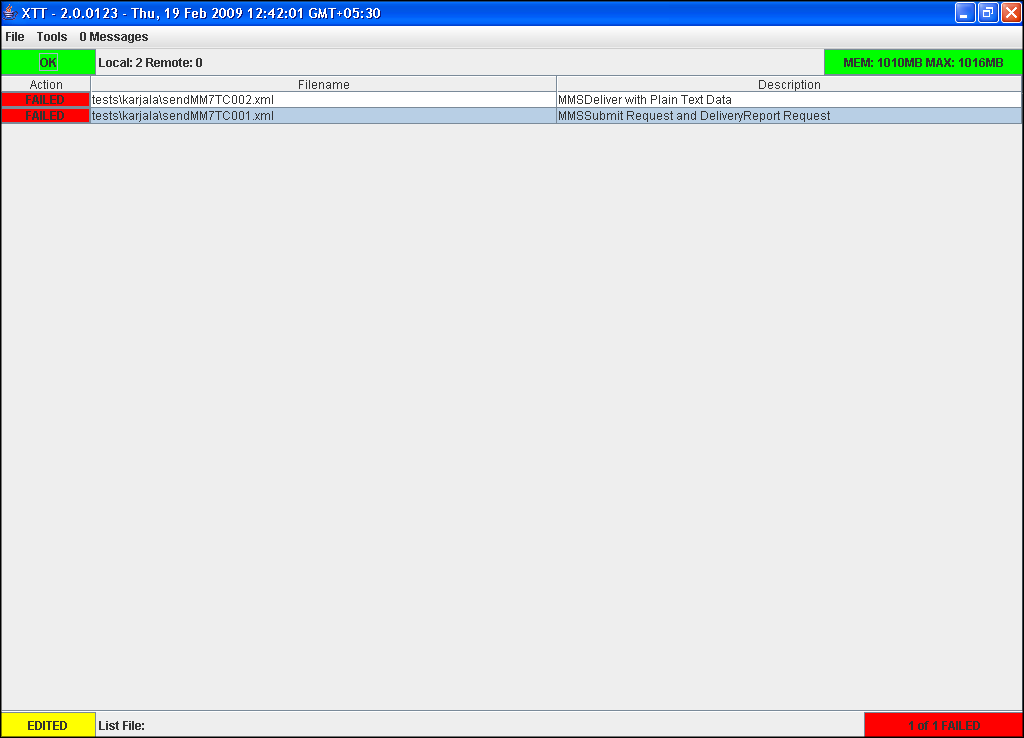 XTT - 2.0.0123 - Thu, 19 Feb 2009 12:42:01 GMT+05:30
File Tools 0 Messages
OK Local: 2 Remote: 0 MEM: 1010MB MAX: 1016MB
Action Filename Description
FAILED tests\karjala\sendMM7TC002.xml MMSDeliver with Plain Text Data
FAILED tests\karjala\sendMM7TC001.xml MMSSubmit Request and DeliveryReport Request
EDITED List File: 1 of 1 FAILED